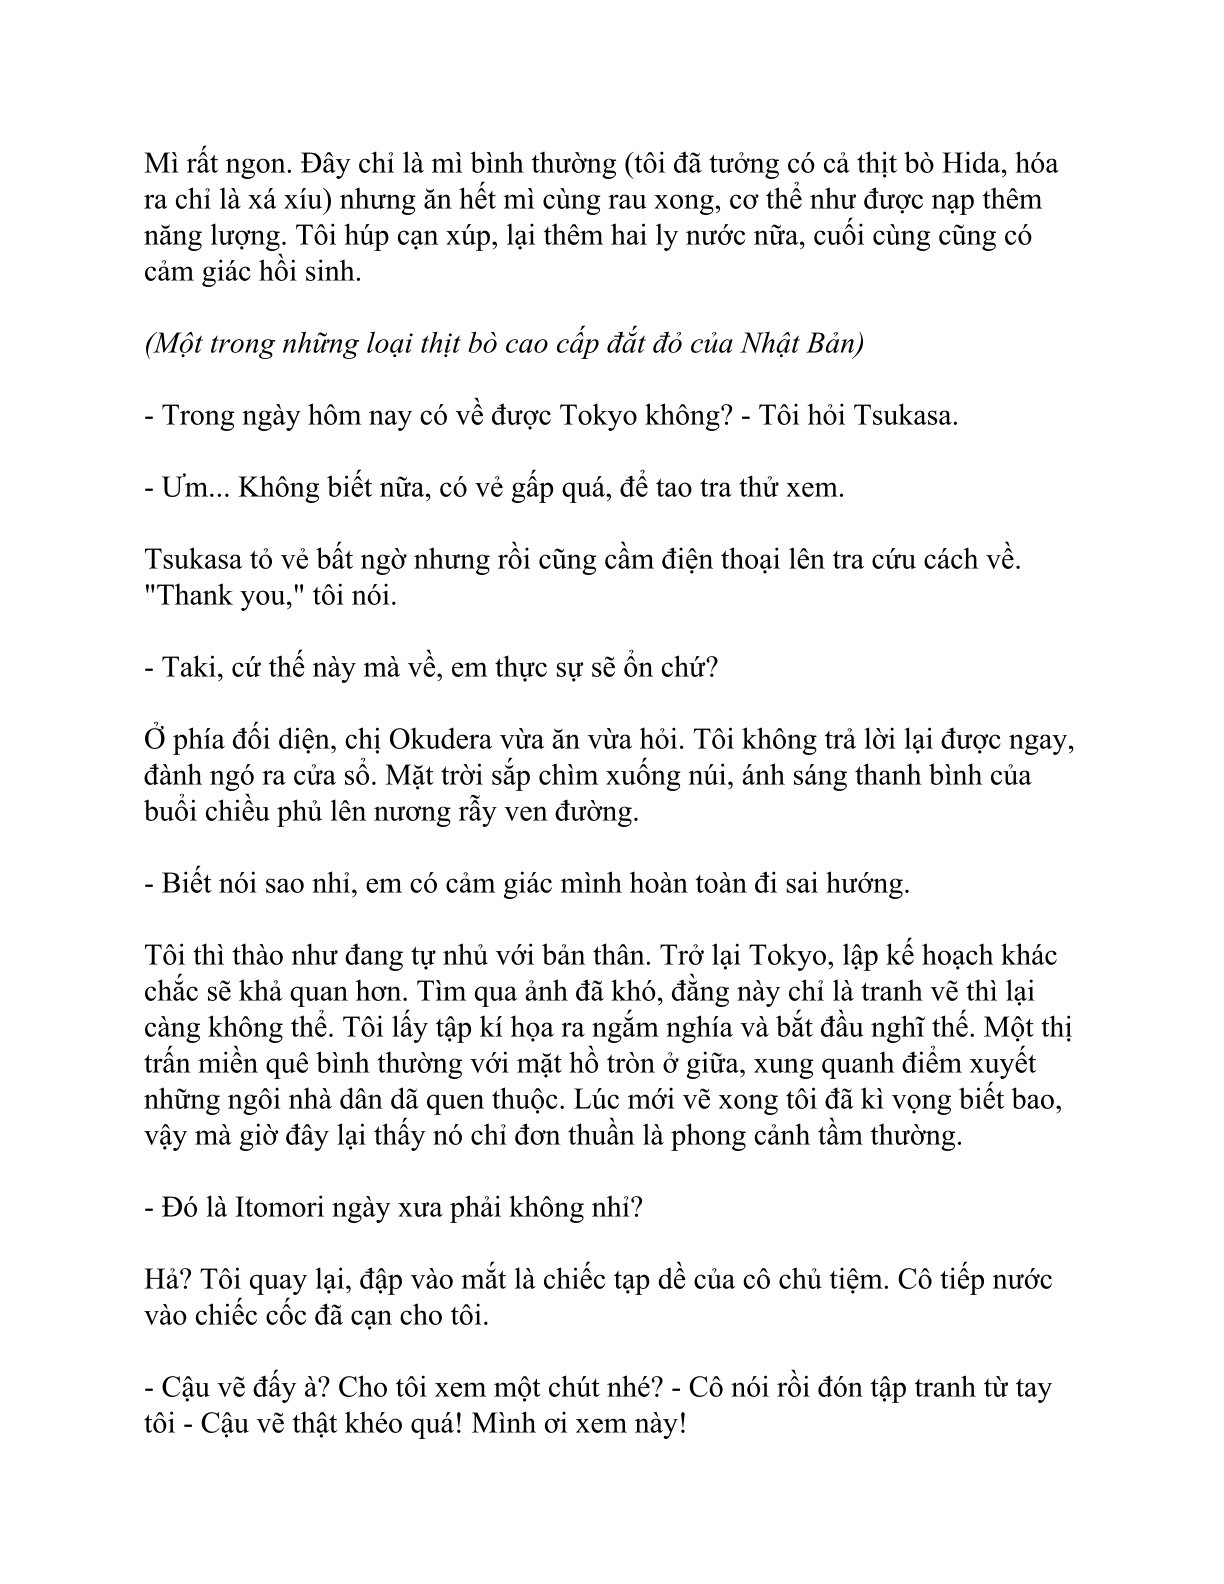 Mì rất ngon. Đây chỉ là mì bình thường (tôi đã tưởng có cả thịt bò Hida, hóa
ra chỉ là xá xíu) nhưng ăn hết mì cùng rau xong, cơ thể như được nạp thêm
năng lượng. Tôi húp cạn xúp, lại thêm hai ly nước nữa, cuối cùng cũng có
cảm giác hồi sinh.
(Một trong những loại thịt bò cao cấp đắt đỏ của Nhật Bản)
- Trong ngày hôm nay có về được Tokyo không? - Tôi hỏi Tsukasa.
- Ưm... Không biết nữa, có vẻ gấp quá, để tao tra thử xem.
Tsukasa tỏ vẻ bất ngờ nhưng rồi cũng cầm điện thoại lên tra cứu cách về.
"Thank you," tôi nói.
- Taki, cứ thế này mà về, em thực sự sẽ ổn chứ?
Ở phía đối diện, chị Okudera vừa ăn vừa hỏi. Tôi không trả lời lại được ngay,
đành ngó ra cửa sổ. Mặt trời sắp chìm xuống núi, ánh sáng thanh bình của
buổi chiều phủ lên nương rẫy ven đường.
- Biết nói sao nhỉ, em có cảm giác mình hoàn toàn đi sai hướng.
Tôi thì thào như đang tự nhủ với bản thân. Trở lại Tokyo, lập kế hoạch khác
chắc sẽ khả quan hơn. Tìm qua ảnh đã khó, đằng này chỉ là tranh vẽ thì lại
càng không thể. Tôi lấy tập kí họa ra ngắm nghía và bắt đầu nghĩ thế. Một thị
trấn miền quê bình thường với mặt hồ tròn ở giữa, xung quanh điểm xuyết
những ngôi nhà dân dã quen thuộc. Lúc mới vẽ xong tôi đã kì vọng biết bao,
vậy mà giờ đây lại thấy nó chỉ đơn thuần là phong cảnh tầm thường.
- Đó là Itomori ngày xưa phải không nhỉ?
Hả? Tôi quay lại, đập vào mắt là chiếc tạp dề của cô chủ tiệm. Cô tiếp nước
vào chiếc cốc đã cạn cho tôi.
- Cậu vẽ đấy à? Cho tôi xem một chút nhé? - Cô nói rồi đón tập tranh từ tay
tôi - Cậu vẽ thật khéo quá! Mình ơi xem này!